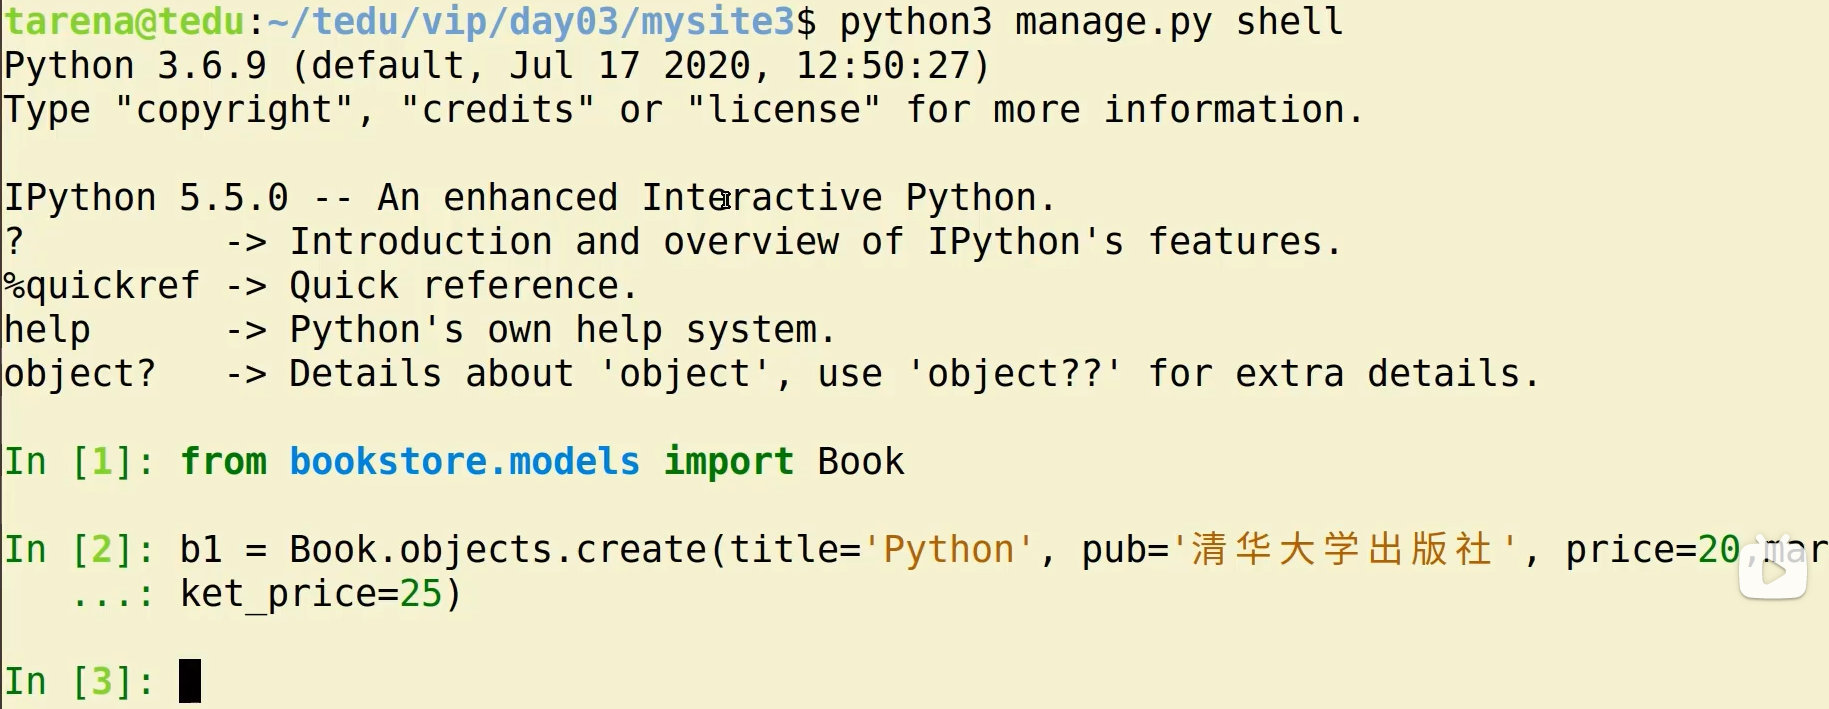 tarena@tedu:~/tedu/vip/day03/mysite3$ python3 manage.py shell
Python 3.6.9 (default, Jul 17 2020, 12:50:27)
Type "copyright", "credits" or "license" for more information.
IPython 5.5.0 -- An enhanced Interactive Python.
?         -> Introduction and overview of IPython's features.
%quickref -> Quick reference.
help      -> Python's own help system.
object?   -> Details about 'object', use 'object??' for extra details.
In [1]: from bookstore.models import Book
In [2]: b1 = Book.objects.create(title='Python', pub='清华大学出版社', price=20,mar
   ...: ket_price=25)
In [3]: